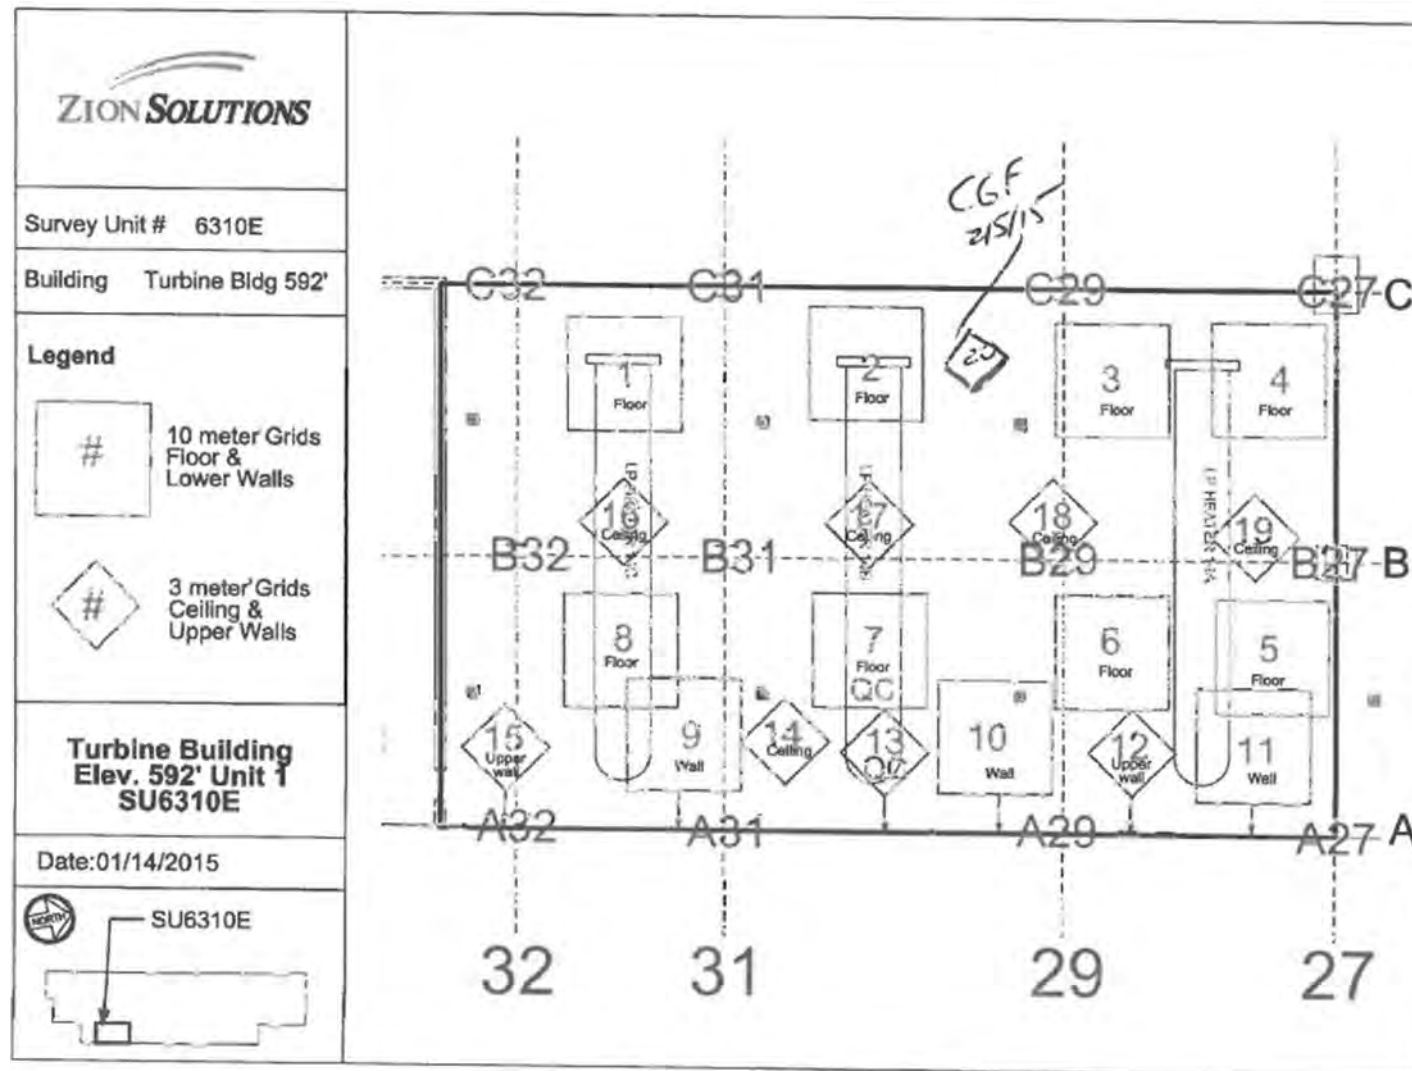 ZION SOLUTIONS
Survey Unit # 6310E
Building Turbine Bldg 592'
Legend
#
10 meter Grids
Floor &
Lower Walls
#
3 meter Grids
Ceiling &
Upper Walls
Turbine Building
Elev. 592' Unit 1
SU6310E
Date:01/14/2015
NORTH
SU6310E
CGF
2/5/15
C32 C31 C29 C27 C
20
1
Floor
2
Floor
3
Floor
4
Floor
16
Ceiling
17
Ceiling
18
Ceiling
19
Ceiling
LP HEATER
B32 B31 B29 B27 B
8
Floor
7
Floor
QC
6
Floor
5
Floor
15
Upper
wall
9
Wall
14
Ceiling
13
QC
10
Wall
12
Upper
wall
11
Wall
A32 A31 A29 A27 A
32 31 29 27